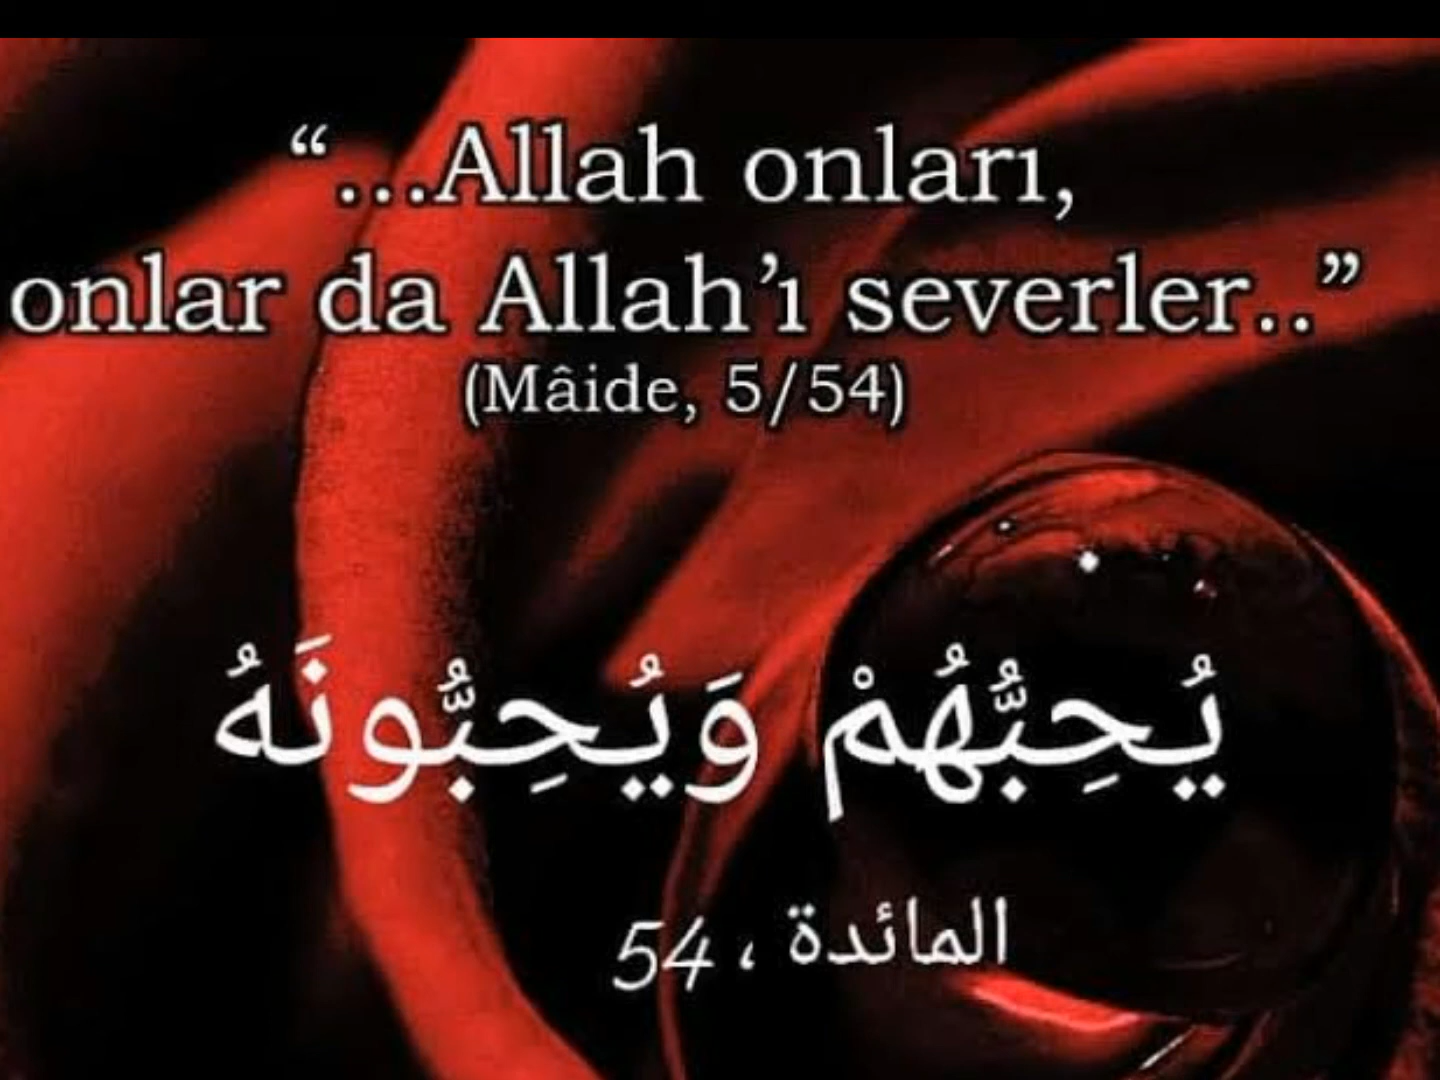 “...Allah onları,
onlar da Allah’ı severler..”
(Mâide, 5/54)
يُحِبُّهُمْ وَيُحِبُّونَهُ
المائدة ، 54